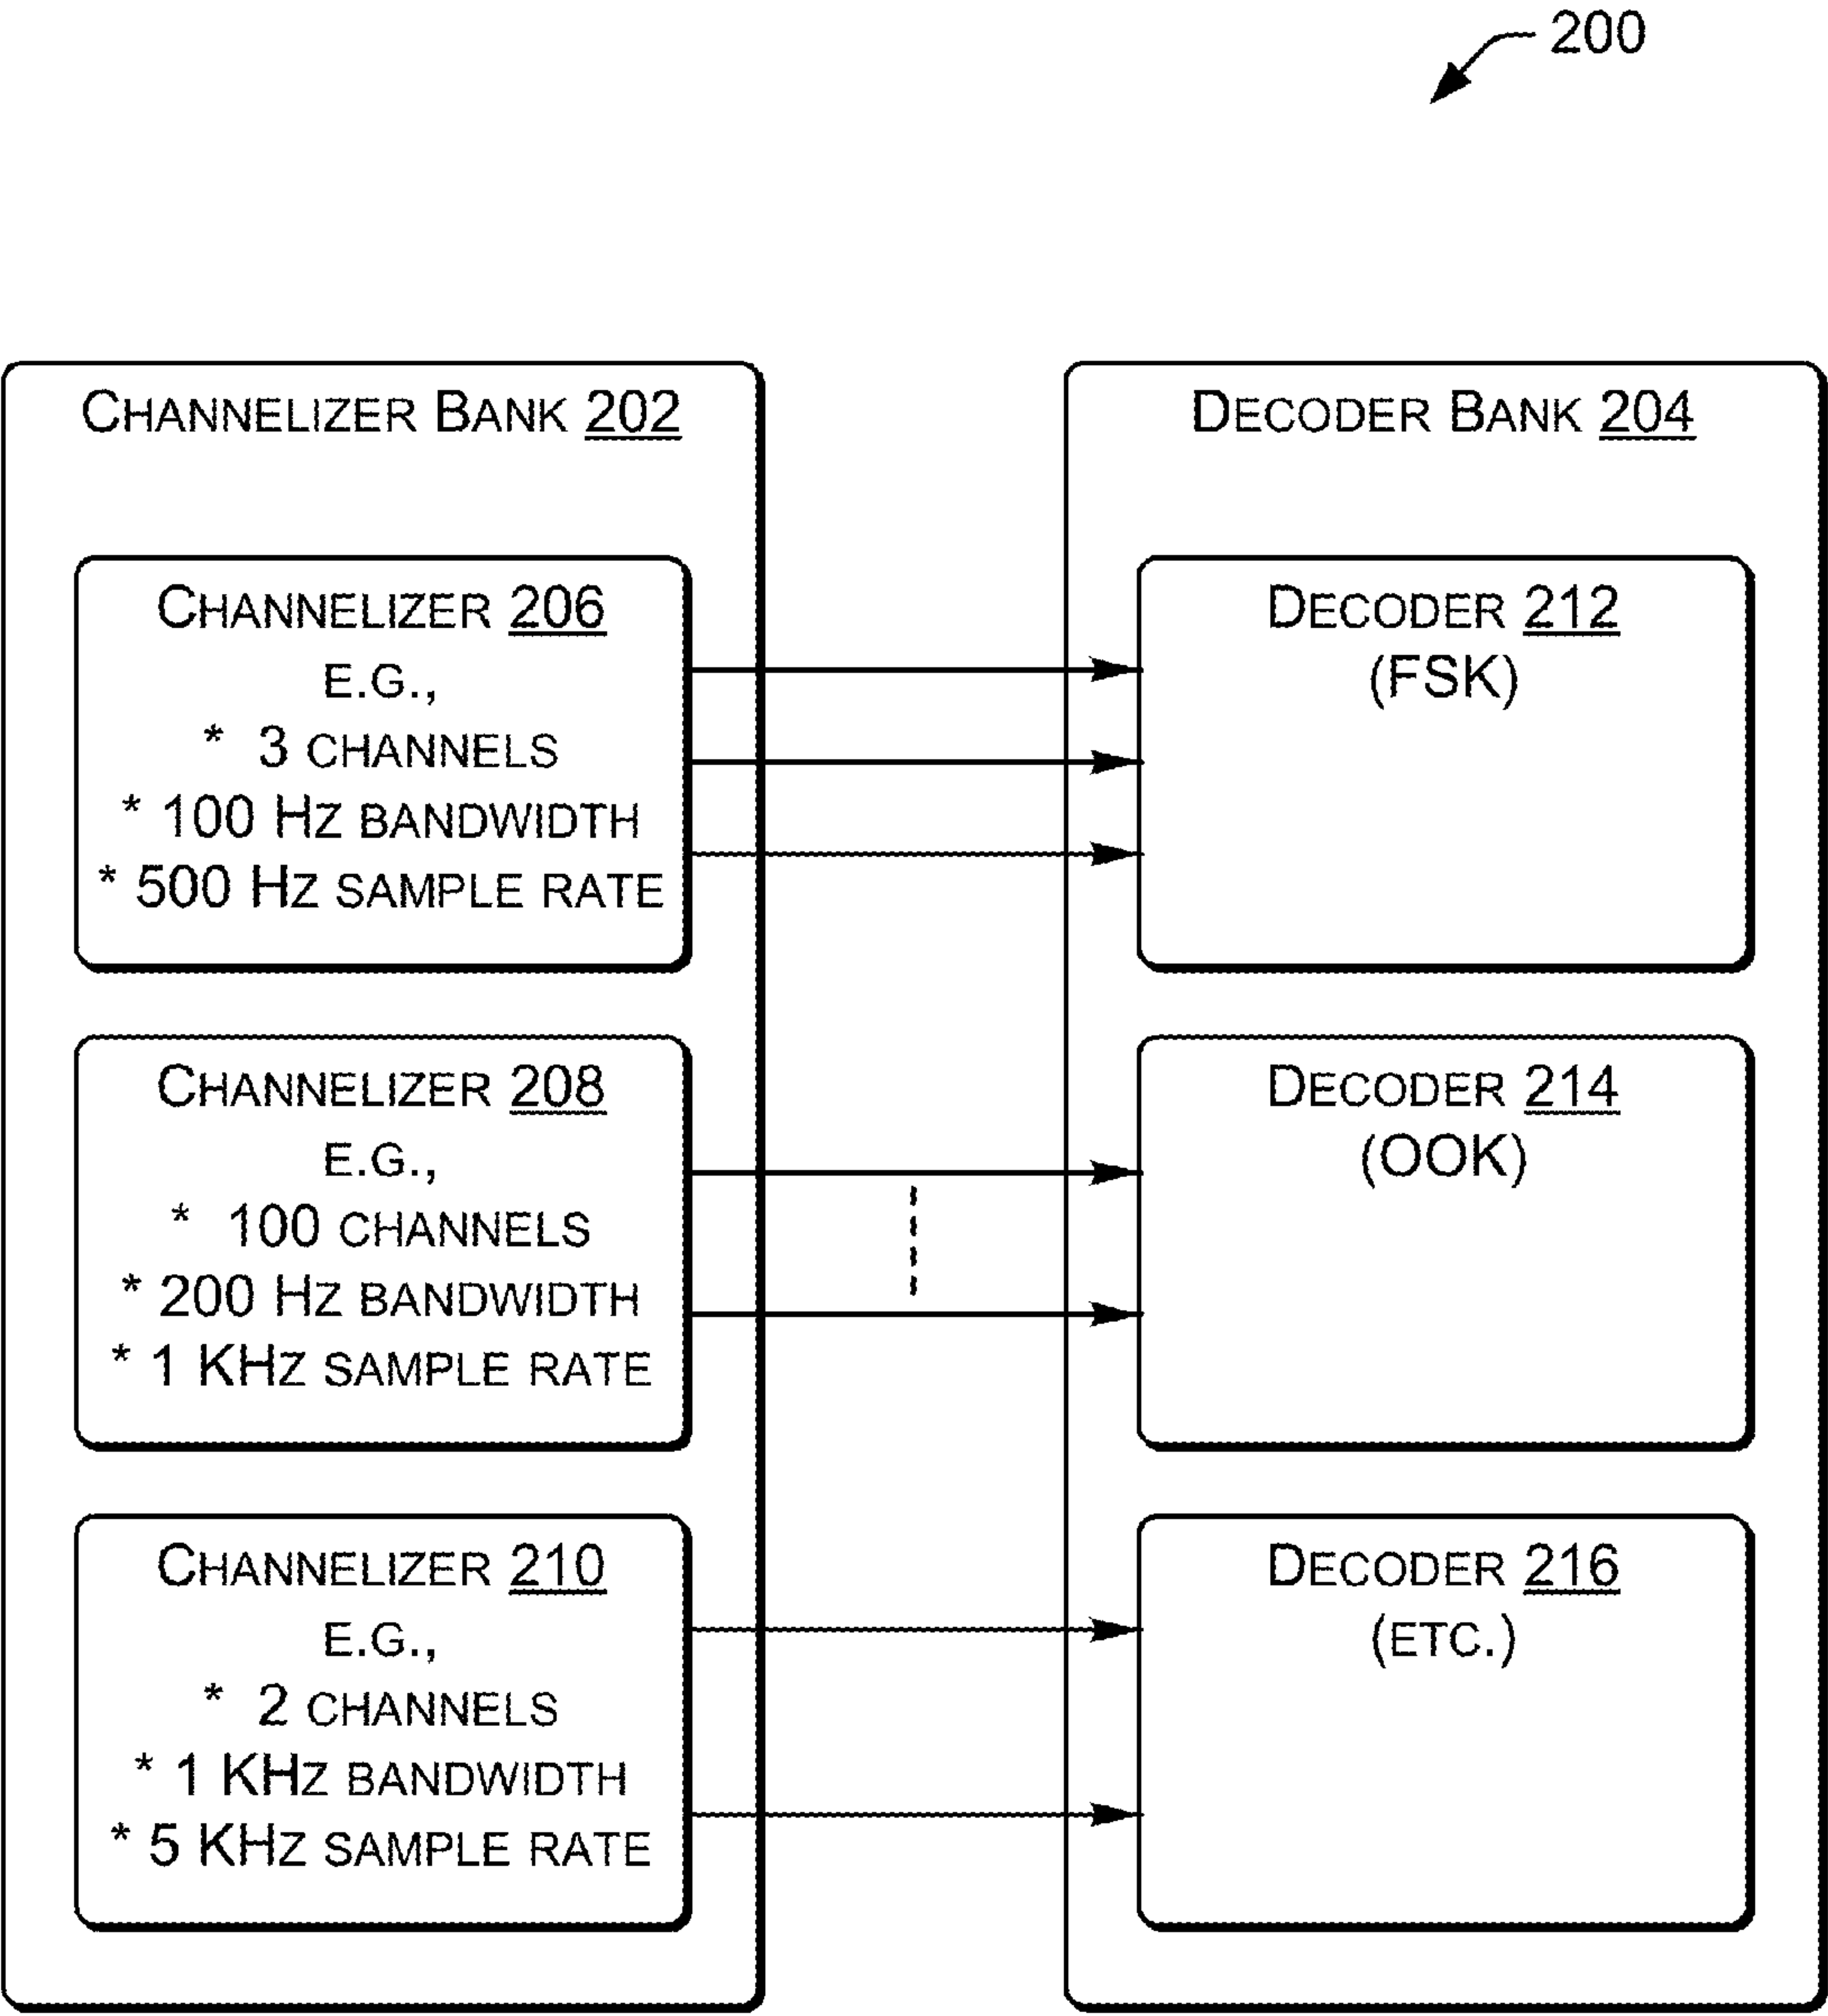 200
CHANNELIZER BANK 202
CHANNELIZER 206
E.G.,
* 3 CHANNELS
* 100 HZ BANDWIDTH
* 500 HZ SAMPLE RATE
CHANNELIZER 208
E.G.,
* 100 CHANNELS
* 200 HZ BANDWIDTH
* 1 KHZ SAMPLE RATE
CHANNELIZER 210
E.G.,
* 2 CHANNELS
* 1 KHZ BANDWIDTH
* 5 KHZ SAMPLE RATE
DECODER BANK 204
DECODER 212
(FSK)
DECODER 214
(OOK)
DECODER 216
(ETC.)